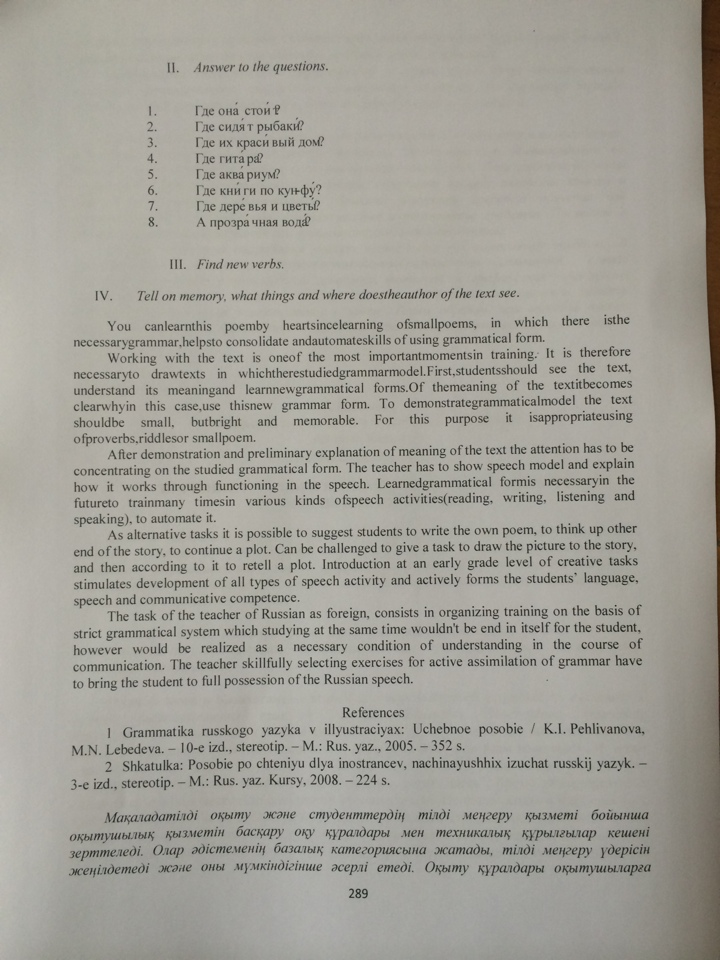 II. Answer to the questions.
1. Где она́ стои́т?
2. Где сидя́т рыбаки́?
3. Где их краси́вый дом?
4. Где гита́ра?
5. Где аква́риум?
6. Где кни́ги по кун-фу́?
7. Где дере́вья и цветы́?
8. А прозра́чная вода́?
III. Find new verbs.
IV. Tell on memory, what things and where doestheauthor of the text see.
You canlearnthis poemby heartsincelearning ofsmallpoems, in which there isthe
necessarygrammar,helpsto consolidate andautomateskills of using grammatical form.
Working with the text is oneof the most importantmomentsin training. It is therefore
necessaryto drawtexts in whichtherestudiedgrammarmodel.First,studentsshould see the text,
understand its meaningand learnnewgrammatical forms.Of themeaning of the textitbecomes
clearwhyin this case,use thisnew grammar form. To demonstrategrammaticalmodel the text
shouldbe small, butbright and memorable. For this purpose it isappropriateusing
ofproverbs,riddlesor smallpoem.
After demonstration and preliminary explanation of meaning of the text the attention has to be
concentrating on the studied grammatical form. The teacher has to show speech model and explain
how it works through functioning in the speech. Learnedgrammatical formis necessaryin the
futureto trainmany timesin various kinds ofspeech activities(reading, writing, listening and
speaking), to automate it.
As alternative tasks it is possible to suggest students to write the own poem, to think up other
end of the story, to continue a plot. Can be challenged to give a task to draw the picture to the story,
and then according to it to retell a plot. Introduction at an early grade level of creative tasks
stimulates development of all types of speech activity and actively forms the students' language,
speech and communicative competence.
The task of the teacher of Russian as foreign, consists in organizing training on the basis of
strict grammatical system which studying at the same time wouldn't be end in itself for the student,
however would be realized as a necessary condition of understanding in the course of
communication. The teacher skillfully selecting exercises for active assimilation of grammar have
to bring the student to full possession of the Russian speech.
References
1 Grammatika russkogo yazyka v illyustraciyax: Uchebnoe posobie / K.I. Pehlivanova,
M.N. Lebedeva. – 10-e izd., stereotip. – M.: Rus. yaz., 2005. – 352 s.
2 Shkatulka: Posobie po chteniyu dlya inostrancev, nachinayushhix izuchat russkij yazyk. –
3-e izd., stereotip. – M.: Rus. yaz. Kursy, 2008. – 224 s.
Мақаладатілді оқыту және студенттердің тілді меңгеру қызметі бойынша
оқытушылық қызметін басқару оқу құралдары мен техникалық құрылғылар кешені
зерттеледі. Олар әдістеменің базалық категориясына жатады, тілді меңгеру үдерісін
жеңілдетеді және оны мүмкіндігінше әсерлі етеді. Оқыту құралдары оқытушыларға
289